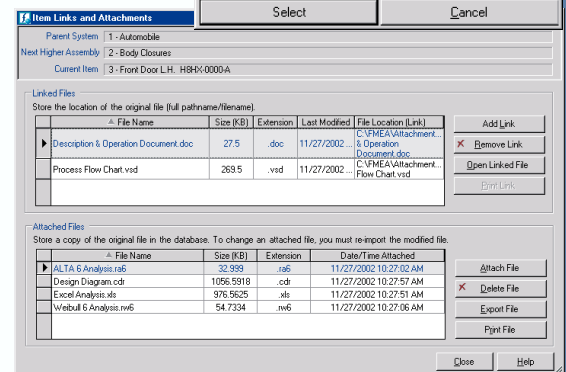 Select Cancel
Item Links and Attachments
Parent System 1 - Automobile
Next Higher Assembly 2 - Body Closures
Current Item 3 - Front Door L.H. H8HX-0000-A
Linked Files
Store the location of the original file (full pathname/filename).
File Name Size (KB) Extension Last Modified File Location (Link)
Description & Operation Document.doc 27.5 .doc 11/27/2002 ... C:\FMEA\Attachment...
& Operation
Document.doc
Process Flow Chart.vsd 269.5 .vsd 11/27/2002 ... C:\FMEA\Attachment...
Flow Chart.vsd
Add Link
Remove Link
Open Linked File
Print Link
Attached Files
Store a copy of the original file in the database. To change an attached file, you must re-import the modified file.
File Name Size (KB) Extension Date/Time Attached
ALTA 6 Analysis.ra6 32.999 .ra6 11/27/2002 10:27:02 AM
Design Diagram.cdr 1056.5918 .cdr 11/27/2002 10:27:57 AM
Excel Analysis.xls 976.5625 .xls 11/27/2002 10:27:51 AM
Weibull 6 Analysis.rw6 54.7334 .rw6 11/27/2002 10:27:06 AM
Attach File
Delete File
Export File
Print File
Close Help